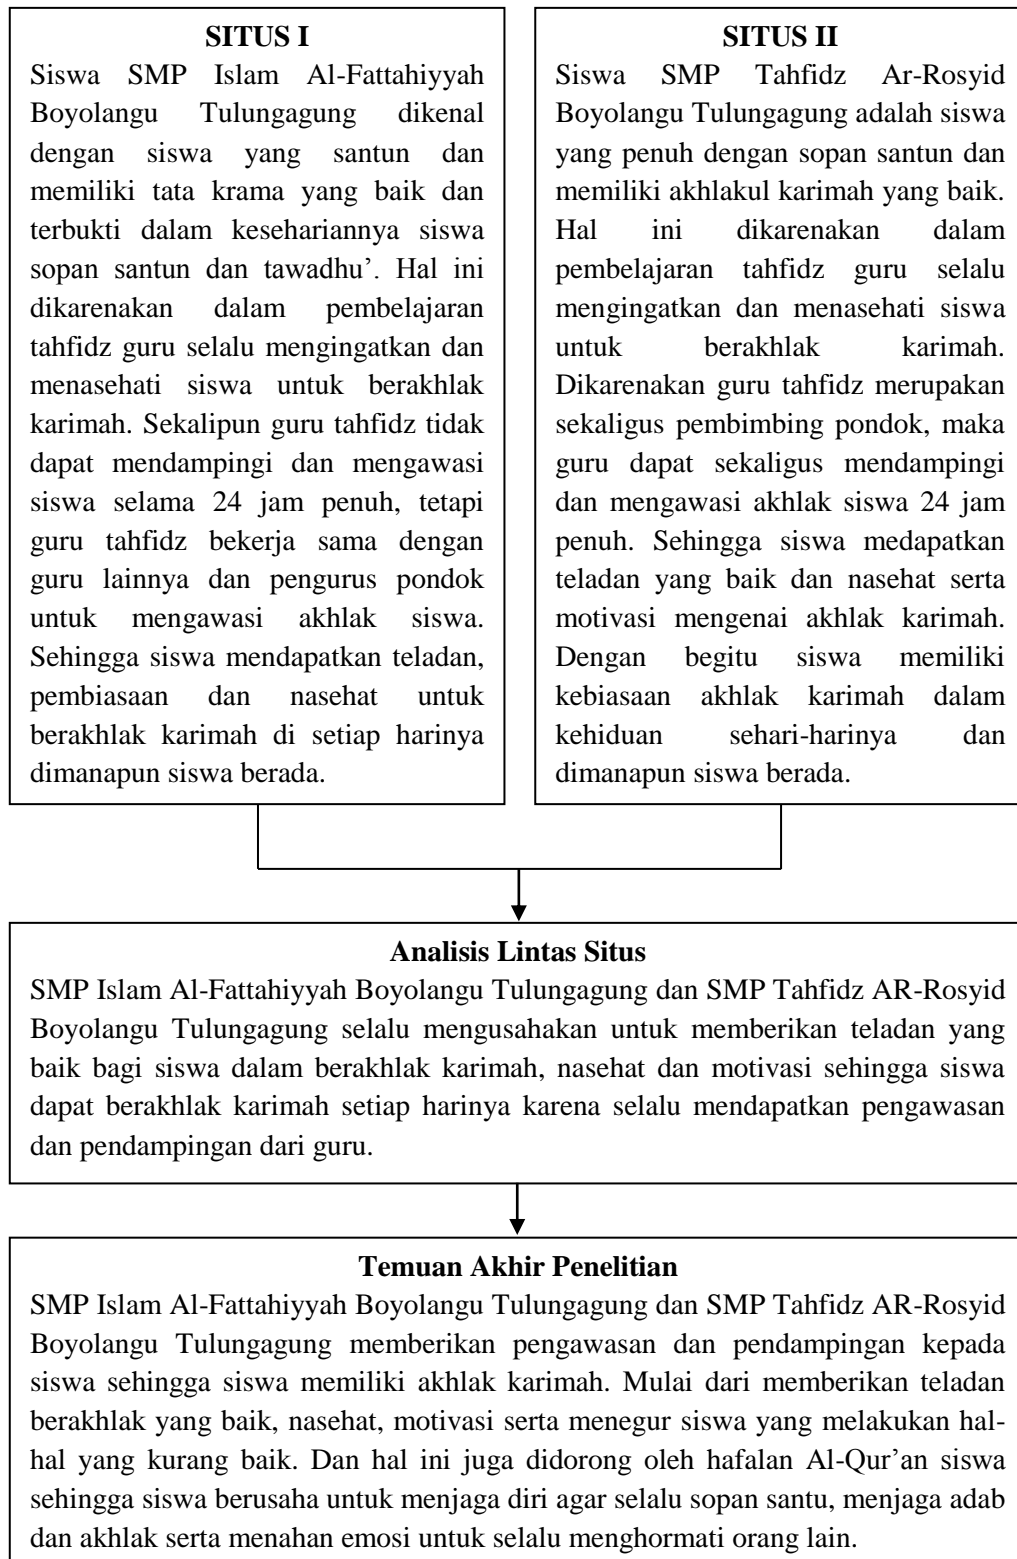 SITUS I
Siswa SMP Islam Al-Fattahiyyah
Boyolangu Tulungagung dikenal
dengan siswa yang santun dan
memiliki tata krama yang baik dan
terbukti dalam kesehariannya siswa
sopan santun dan tawadhu’. Hal ini
dikarenakan dalam pembelajaran
tahfidz guru selalu mengingatkan dan
menasehati siswa untuk berakhlak
karimah. Sekalipun guru tahfidz tidak
dapat mendampingi dan mengawasi
siswa selama 24 jam penuh, tetapi
guru tahfidz bekerja sama dengan
guru lainnya dan pengurus pondok
untuk mengawasi akhlak siswa.
Sehingga siswa mendapatkan teladan,
pembiasaan dan nasehat untuk
berakhlak karimah di setiap harinya
dimanapun siswa berada.
SITUS II
Siswa SMP Tahfidz Ar-Rosyid
Boyolangu Tulungagung adalah siswa
yang penuh dengan sopan santun dan
memiliki akhlakul karimah yang baik.
Hal ini dikarenakan dalam
pembelajaran tahfidz guru selalu
mengingatkan dan menasehati siswa
untuk berakhlak karimah.
Dikarenakan guru tahfidz merupakan
sekaligus pembimbing pondok, maka
guru dapat sekaligus mendampingi
dan mengawasi akhlak siswa 24 jam
penuh. Sehingga siswa medapatkan
teladan yang baik dan nasehat serta
motivasi mengenai akhlak karimah.
Dengan begitu siswa memiliki
kebiasaan akhlak karimah dalam
kehiduan sehari-harinya dan
dimanapun siswa berada.
Analisis Lintas Situs
SMP Islam Al-Fattahiyyah Boyolangu Tulungagung dan SMP Tahfidz AR-Rosyid
Boyolangu Tulungagung selalu mengusahakan untuk memberikan teladan yang
baik bagi siswa dalam berakhlak karimah, nasehat dan motivasi sehingga siswa
dapat berakhlak karimah setiap harinya karena selalu mendapatkan pengawasan
dan pendampingan dari guru.
Temuan Akhir Penelitian
SMP Islam Al-Fattahiyyah Boyolangu Tulungagung dan SMP Tahfidz AR-Rosyid
Boyolangu Tulungagung memberikan pengawasan dan pendampingan kepada
siswa sehingga siswa memiliki akhlak karimah. Mulai dari memberikan teladan
berakhlak yang baik, nasehat, motivasi serta menegur siswa yang melakukan hal-
hal yang kurang baik. Dan hal ini juga didorong oleh hafalan Al-Qur’an siswa
sehingga siswa berusaha untuk menjaga diri agar selalu sopan santu, menjaga adab
dan akhlak serta menahan emosi untuk selalu menghormati orang lain.